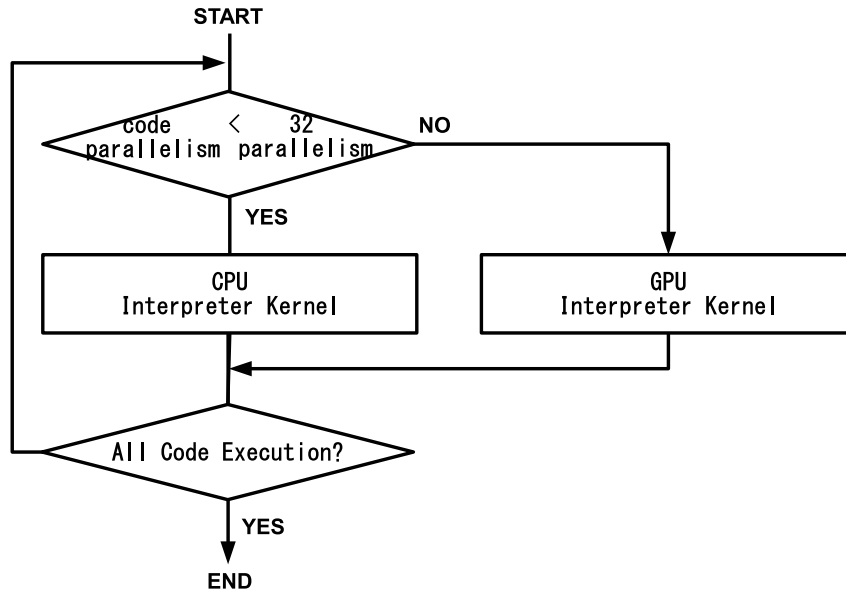 START
code < 32
parallelism parallelism
NO
YES
CPU
Interpreter Kernel
GPU
Interpreter Kernel
All Code Execution?
YES
END